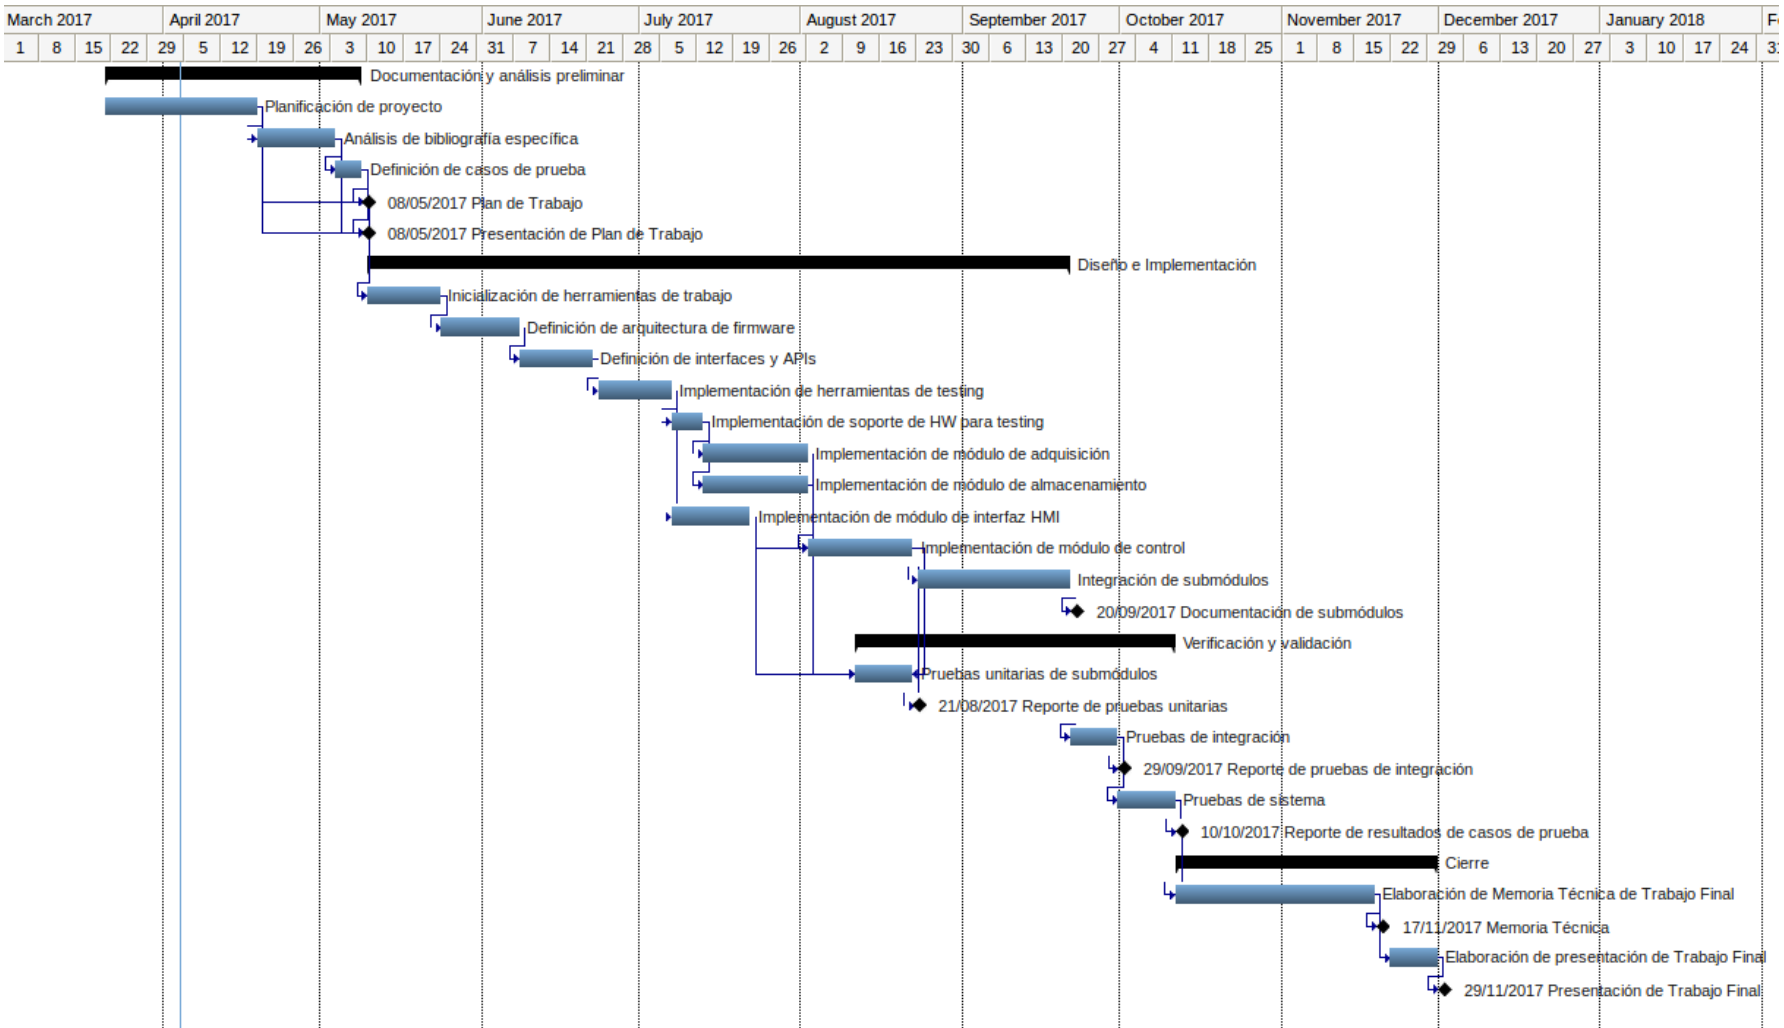 March 2017 April 2017 May 2017 June 2017 July 2017 August 2017 September 2017 October 2017 November 2017 December 2017 January 2018 F
1 8 15 22 29 5 12 19 26 3 10 17 24 31 7 14 21 28 5 12 19 26 2 9 16 23 30 6 13 20 27 4 11 18 25 1 8 15 22 29 6 13 20 27 3 10 17 24 31
Documentación y análisis preliminar
Planificación de proyecto
Análisis de bibliografía específica
Definición de casos de prueba
08/05/2017 Plan de Trabajo
08/05/2017 Presentación de Plan de Trabajo
Diseño e Implementación
Inicialización de herramientas de trabajo
Definición de arquitectura de firmware
Definición de interfaces y APIs
Implementación de herramientas de testing
Implementación de soporte de HW para testing
Implementación de módulo de adquisición
Implementación de módulo de almacenamiento
Implementación de módulo de interfaz HMI
Implementación de módulo de control
Integración de submódulos
20/09/2017 Documentación de submódulos
Verificación y validación
Pruebas unitarias de submódulos
21/08/2017 Reporte de pruebas unitarias
Pruebas de integración
29/09/2017 Reporte de pruebas de integración
Pruebas de sistema
10/10/2017 Reporte de resultados de casos de prueba
Cierre
Elaboración de Memoria Técnica de Trabajo Final
17/11/2017 Memoria Técnica
Elaboración de presentación de Trabajo Final
29/11/2017 Presentación de Trabajo Final